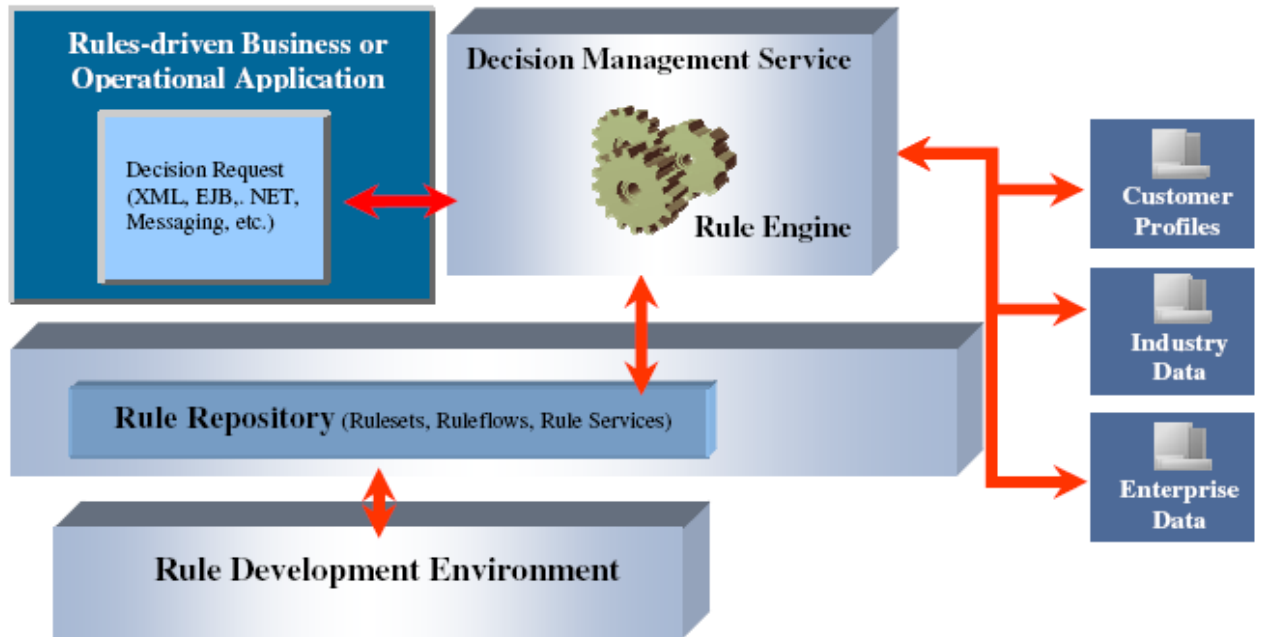 Rules-driven Business or
Operational Application
Decision Request
(XML, EJB,. NET,
Messaging, etc.)
Decision Management Service
Rule Engine
Customer
Profiles
Industry
Data
Enterprise
Data
Rule Repository (Rulesets, Ruleflows, Rule Services)
Rule Development Environment